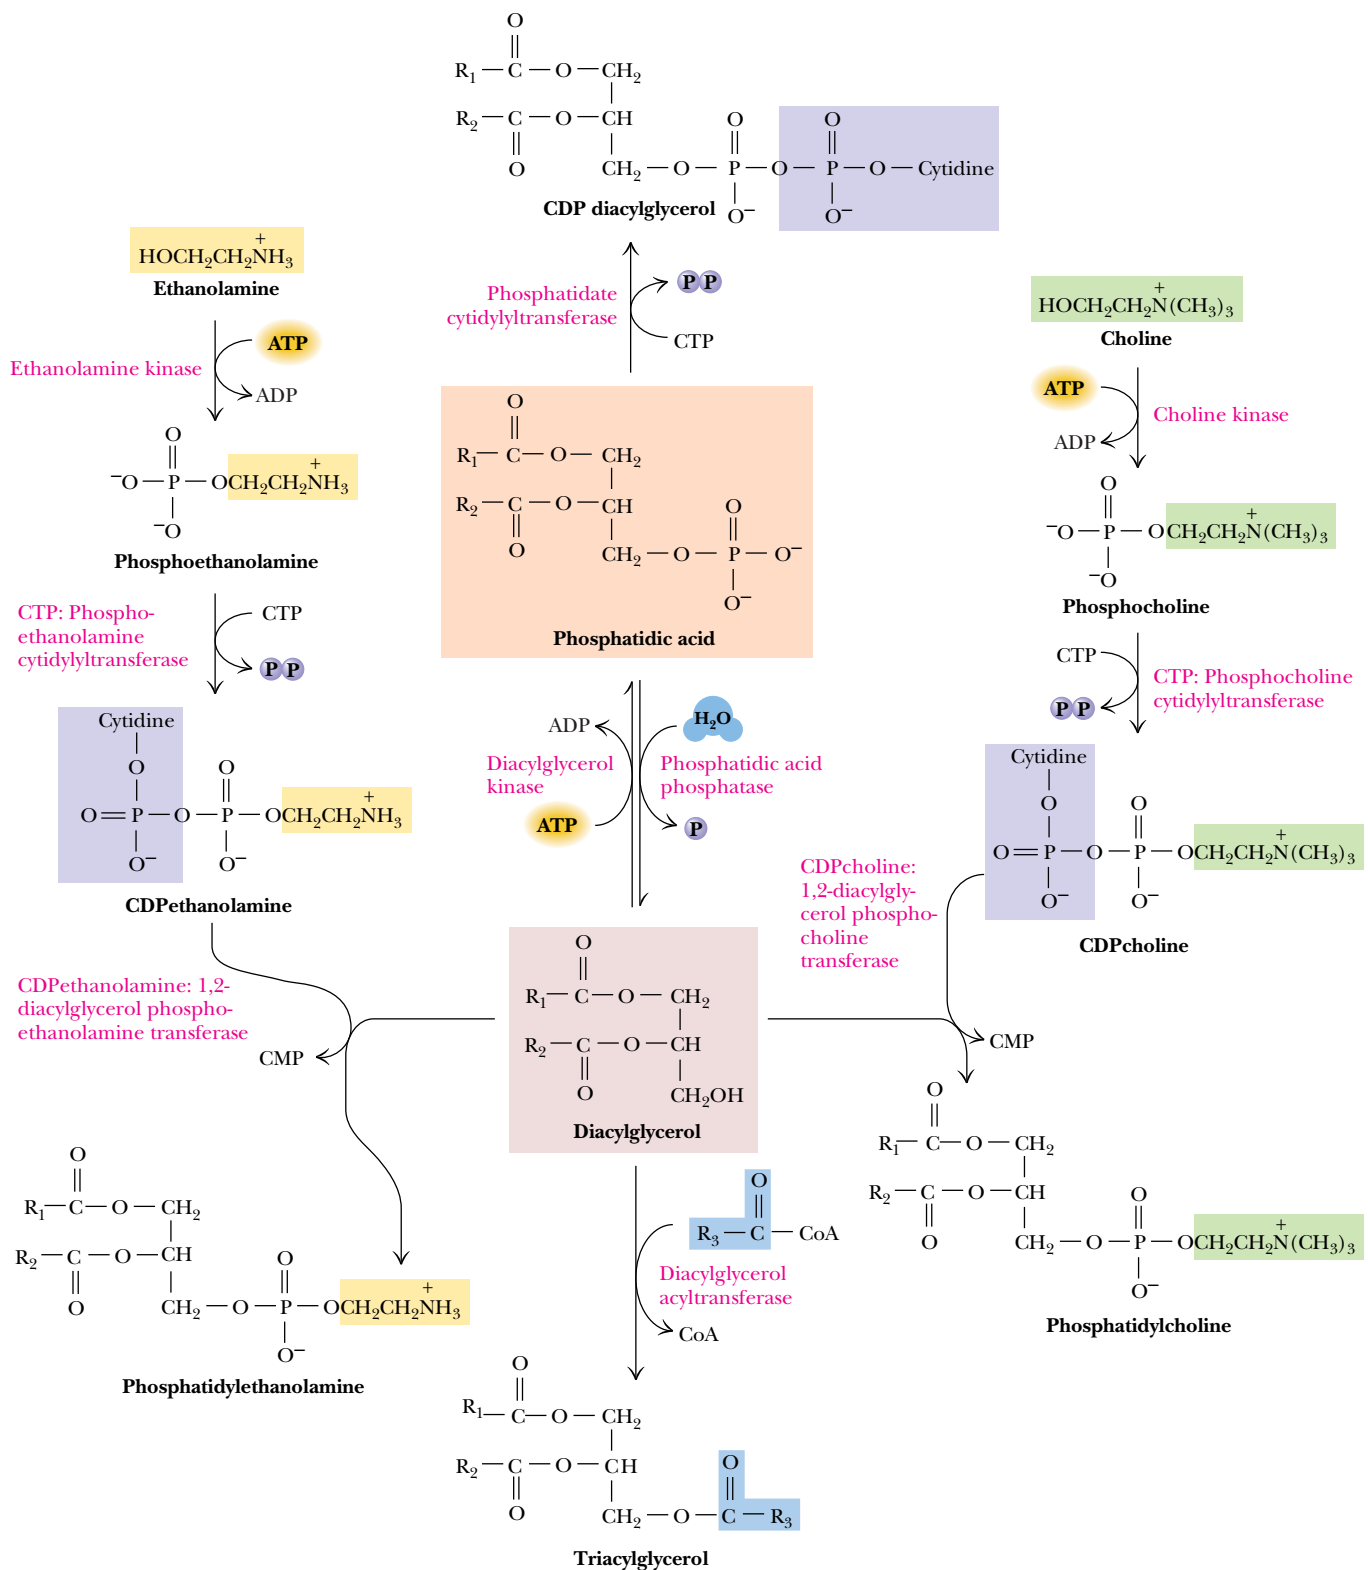 O
R₁—C—O—CH₂
R₂—C—O—CH
O
O
O
CH₂—O—P—O—P—O—Cytidine
O⁻
O⁻
CDP diacylglycerol
+
HOCH₂CH₂NH₃
Ethanolamine
ATP
Ethanolamine kinase
ADP
O
⁻O—P—OCH₂CH₂NH₃
+
⁻O
Phosphoethanolamine
CTP: Phospho-
ethanolamine
cytidylyltransferase
CTP
P P
Cytidine
O
O
O=P—O—P—OCH₂CH₂NH₃
+
O⁻
O⁻
CDPethanolamine
CDPethanolamine: 1,2-
diacylglycerol phospho-
ethanolamine transferase
CMP
O
R₁—C—O—CH₂
R₂—C—O—CH
O
O
CH₂—O—P—OCH₂CH₂NH₃
+
O⁻
Phosphatidylethanolamine
Phosphatidate
cytidylyltransferase
P P
CTP
O
R₁—C—O—CH₂
R₂—C—O—CH
O
O
CH₂—O—P—O⁻
O⁻
Phosphatidic acid
ADP
H₂O
Diacylglycerol
kinase
Phosphatidic acid
phosphatase
ATP
P
O
R₁—C—O—CH₂
R₂—C—O—CH
O
CH₂OH
Diacylglycerol
O
R₃—C—CoA
Diacylglycerol
acyltransferase
CoA
O
R₁—C—O—CH₂
R₂—C—O—CH
O
O
CH₂—O—C—R₃
Triacylglycerol
+
HOCH₂CH₂N(CH₃)₃
Choline
ATP
Choline kinase
ADP
O
+
⁻O—P—OCH₂CH₂N(CH₃)₃
⁻O
Phosphocholine
CTP
CTP: Phosphocholine
cytidylyltransferase
P P
Cytidine
O
O
+
O=P—O—P—OCH₂CH₂N(CH₃)₃
O⁻
O⁻
CDPcholine
CDPcholine:
1,2-diacylgly-
cerol phospho-
choline
transferase
CMP
O
R₁—C—O—CH₂
R₂—C—O—CH
O
O
+
CH₂—O—P—OCH₂CH₂N(CH₃)₃
O⁻
Phosphatidylcholine